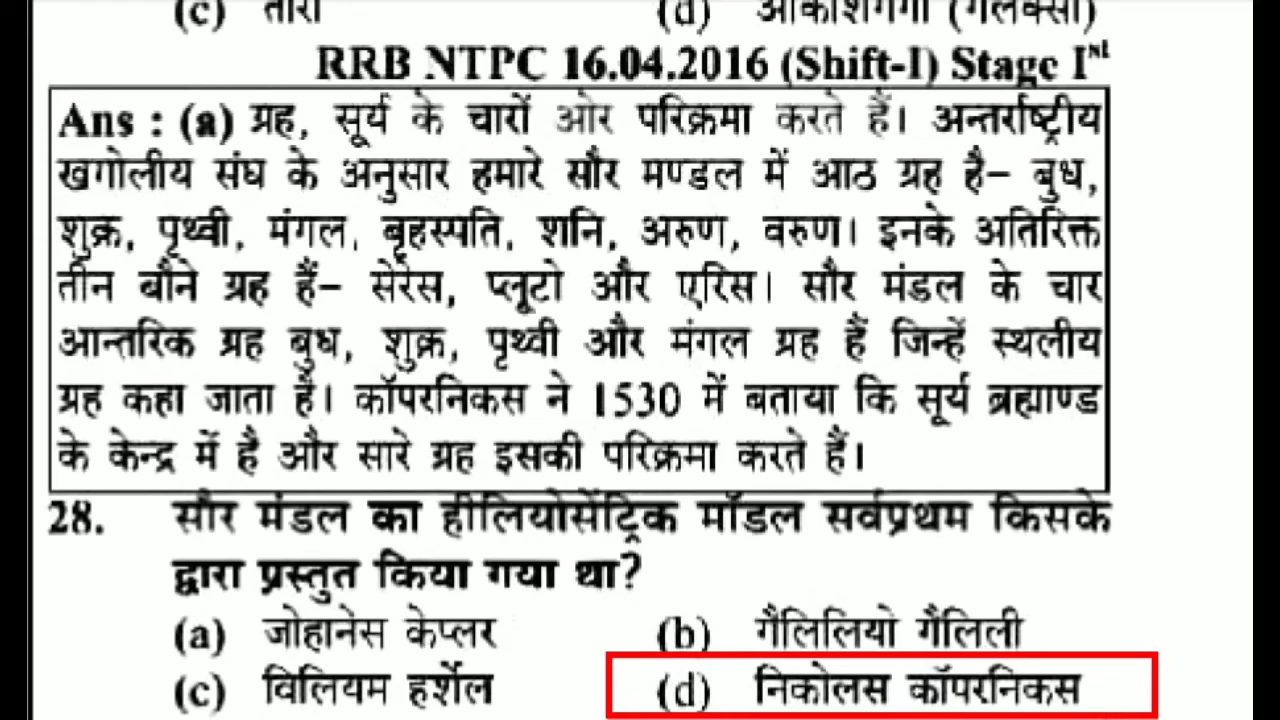 (c) तारा (d) आकाशगंगा (गैलेक्सी)
RRB NTPC 16.04.2016 (Shift-I) Stage Ist
Ans : (a) ग्रह, सूर्य के चारों ओर परिक्रमा करते हैं। अन्तर्राष्ट्रीय
खगोलीय संघ के अनुसार हमारे सौर मण्डल में आठ ग्रह है– बुध,
शुक्र, पृथ्वी, मंगल, बृहस्पति, शनि, अरुण, वरुण। इनके अतिरिक्त
तीन बौने ग्रह हैं– सेरेस, प्लूटो और एरिस। सौर मंडल के चार
आन्तरिक ग्रह बुध, शुक्र, पृथ्वी और मंगल ग्रह हैं जिन्हें स्थलीय
ग्रह कहा जाता है। कॉपरनिकस ने 1530 में बताया कि सूर्य ब्रह्माण्ड
के केन्द्र में है और सारे ग्रह इसकी परिक्रमा करते हैं।
28. सौर मंडल का हीलियोसेंट्रिक मॉडल सर्वप्रथम किसके
द्वारा प्रस्तुत किया गया था?
(a) जोहानेस केप्लर (b) गैलिलियो गैलिली
(c) विलियम हर्शेल (d) निकोलस कॉपरनिकस